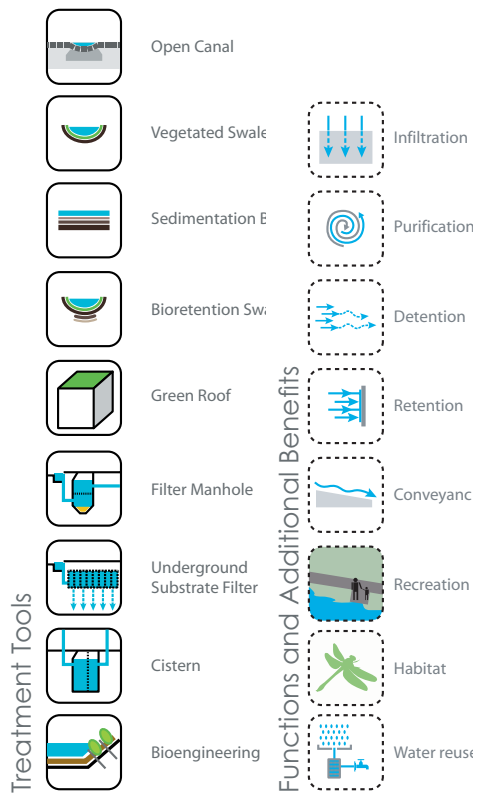 Treatment Tools
Open Canal
Vegetated Swale
Sedimentation B
Bioretention Swa
Green Roof
Filter Manhole
Underground
Substrate Filter
Cistern
Bioengineering
Functions and Additional Benefits
Infiltration
Purification
Detention
Retention
Conveyanc
Recreation
Habitat
Water reuse